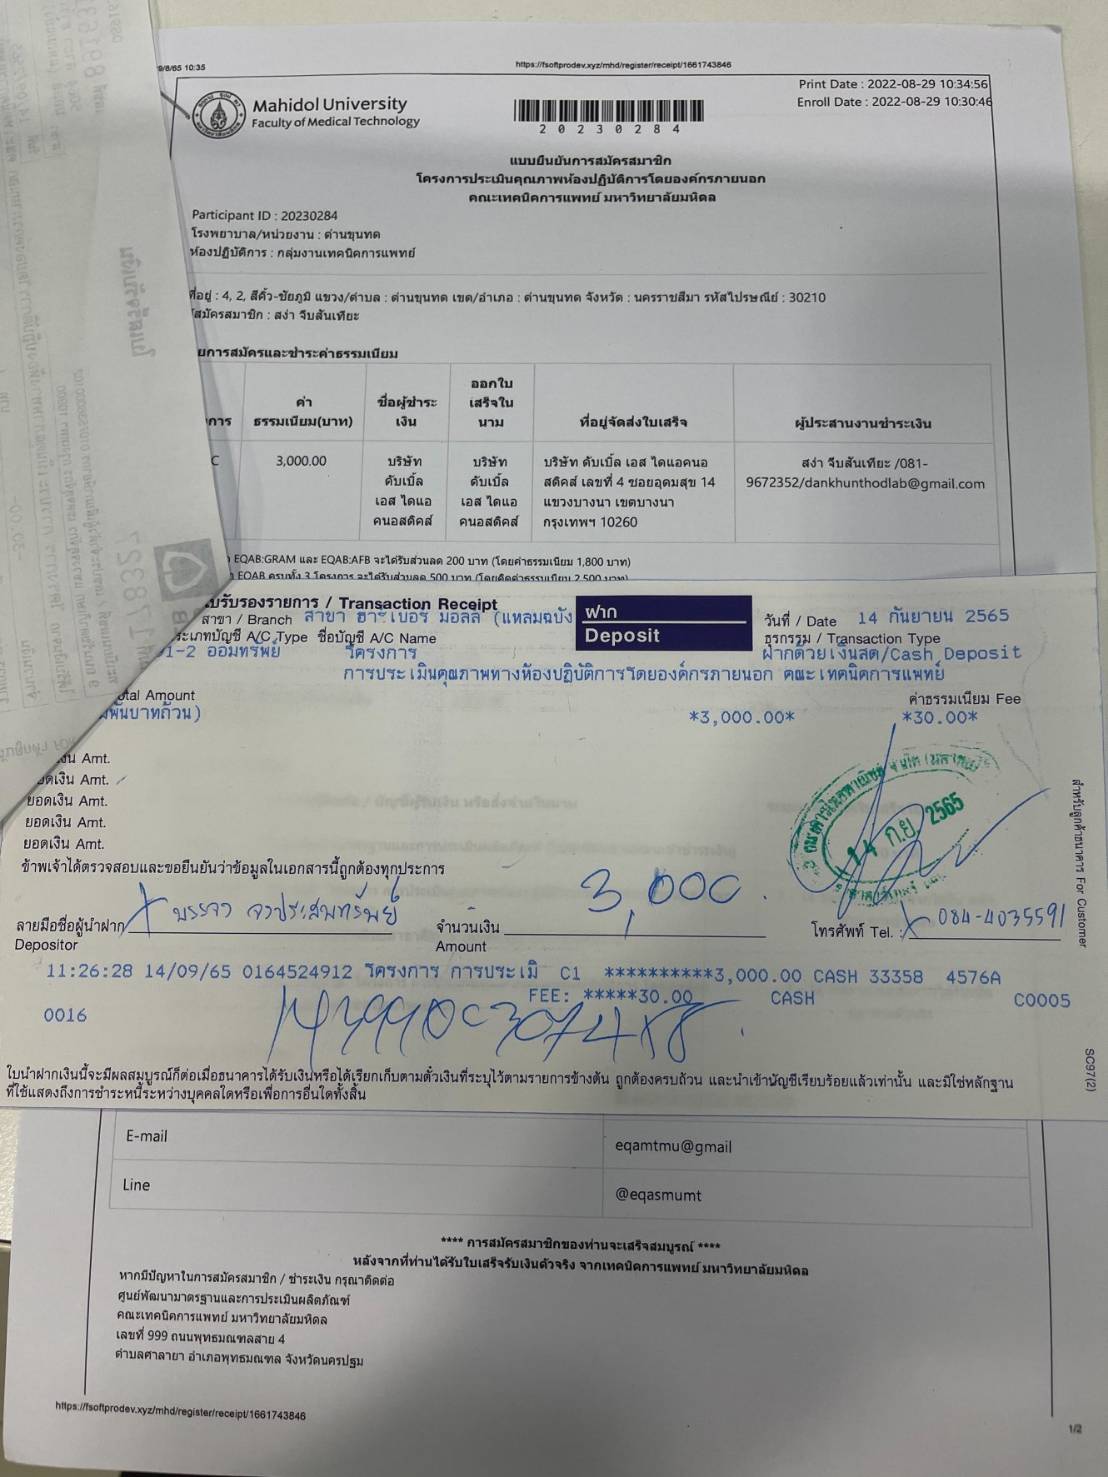 9/8/65 10:35
https://fsoftprodev.xyz/mhd/register/receipt/1661743846
Print Date : 2022-08-29 10:34:56
Enroll Date : 2022-08-29 10:30:46
Mahidol University
Faculty of Medical Technology
20230284
แบบยืนยันการสมัครสมาชิก
โครงการประเมินคุณภาพห้องปฏิบัติการโดยองค์กรภายนอก
คณะเทคนิคการแพทย์ มหาวิทยาลัยมหิดล
Participant ID : 20230284
โรงพยาบาล/หน่วยงาน : ด่านขุนทด
ห้องปฏิบัติการ : กลุ่มงานเทคนิคการแพทย์
ที่อยู่ : 4, 2, สีคิ้ว-ชัยภูมิ แขวง/ตำบล : ด่านขุนทด เขต/อำเภอ : ด่านขุนทด จังหวัด : นครราชสีมา รหัสไปรษณีย์ : 30210
สมัครสมาชิก : สง่า จีบสันเทียะ
ยการสมัครและชำระค่าธรรมเนียม
การ
ค่าธรรมเนียม(บาท)
ชื่อผู้ชำระเงิน
ออกใบเสร็จในนาม
ที่อยู่จัดส่งใบเสร็จ
ผู้ประสานงานชำระเงิน
C
3,000.00
บริษัท ดับเบิ้ล เอส ไดแอคนอสติคส์
บริษัท ดับเบิ้ล เอส ไดแอคนอสติคส์
บริษัท ดับเบิ้ล เอส ไดแอคนอสติคส์ เลขที่ 4 ซอยอุดมสุข 14 แขวงบางนา เขตบางนา กรุงเทพฯ 10260
สง่า จีบสันเทียะ /081-9672352/dankhunthodlab@gmail.com
EQAB:GRAM และ EQAB:AFB จะได้รับส่วนลด 200 บาท (โดยค่าธรรมเนียม 1,800 บาท)
EQAB ครบทั้ง 3 โครงการ จะได้รับส่วนลด 500 บาท (โดยคิดค่าธรรมเนียม 2,500 บาท)
บรับรองรายการ / Transaction Receipt
ฝาก
Deposit
สาขา / Branch สาขา ฮาร์เบอร์ มอลล์ (แหลมฉบัง
วันที่ / Date 14 กันยายน 2565
ระเภทบัญชี A/C Type ชื่อบัญชี A/C Name
ธุรกรรม / Transaction Type
01-2 ออมทรัพย์ โครงการ
ฝากด้วยเงินสด/Cash Deposit
การประเมินคุณภาพทางห้องปฏิบัติการโดยองค์กรภายนอก คณะเทคนิคการแพทย์
otal Amount
ค่าธรรมเนียม Fee
มพันบาทถ้วน)
*3,000.00*
*30.00*
งิน Amt.
อดเงิน Amt.
ยอดเงิน Amt.
ยอดเงิน Amt.
ยอดเงิน Amt.
14 ก.ย. 2565
ข้าพเจ้าได้ตรวจสอบและขอยืนยันว่าข้อมูลในเอกสารนี้ถูกต้องทุกประการ
ลายมือชื่อผู้นำฝาก
Depositor
จำนวนเงิน 3,000.
Amount
โทรศัพท์ Tel. : 084-4035591
สำหรับลูกค้าธนาคาร For Customer
11:26:28 14/09/65 0164524912 โครงการ การประเมิ C1 **********3,000.00 CASH 33358 4576A
FEE: *****30.00 CASH C0005
0016
ใบนำฝากเงินนี้จะมีผลสมบูรณ์ก็ต่อเมื่อธนาคารได้รับเงินหรือได้เรียกเก็บตามตั๋วเงินที่ระบุไว้ตามรายการข้างต้น ถูกต้องครบถ้วน และนำเข้าบัญชีเรียบร้อยแล้วเท่านั้น และมิใช่หลักฐาน
ที่ใช้แสดงถึงการชำระหนี้ระหว่างบุคคลใดหรือเพื่อการอื่นใดทั้งสิ้น
SC97(2)
E-mail
eqamtmu@gmail
Line
@eqasmumt
**** การสมัครสมาชิกของท่านจะเสร็จสมบูรณ์ ****
หลังจากที่ท่านได้รับใบเสร็จรับเงินตัวจริง จากเทคนิคการแพทย์ มหาวิทยาลัยมหิดล
หากมีปัญหาในการสมัครสมาชิก / ชำระเงิน กรุณาติดต่อ
ศูนย์พัฒนามาตรฐานและการประเมินผลิตภัณฑ์
คณะเทคนิคการแพทย์ มหาวิทยาลัยมหิดล
เลขที่ 999 ถนนพุทธมณฑลสาย 4
ตำบลศาลายา อำเภอพุทธมณฑล จังหวัดนครปฐม
https://fsoftprodev.xyz/mhd/register/receipt/1661743846
1/2